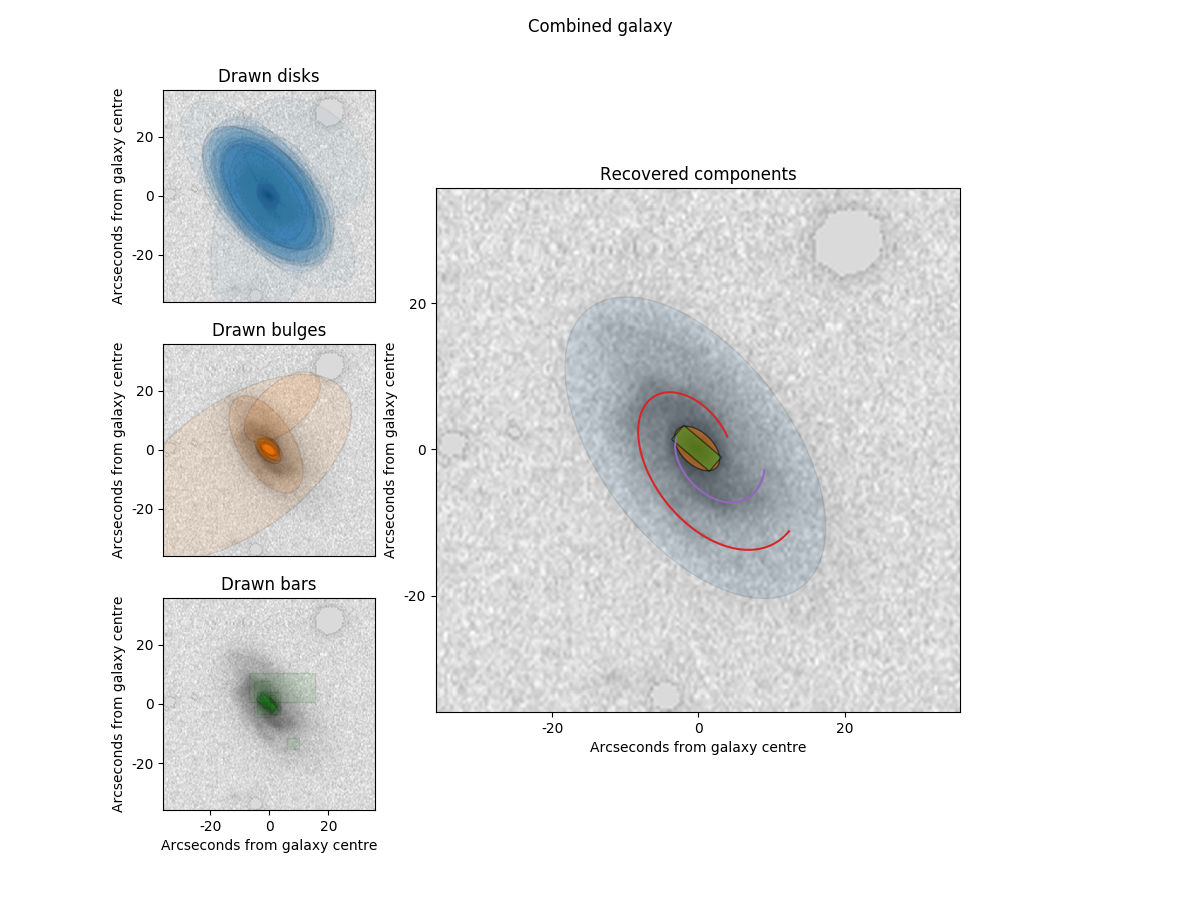 Combined galaxy
Drawn disks
Arcseconds from galaxy centre
20
0
-20
Drawn bulges
Arcseconds from galaxy centre
20
0
-20
Drawn bars
Arcseconds from galaxy centre
20
0
-20
-20 0 20
Arcseconds from galaxy centre
Recovered components
Arcseconds from galaxy centre
20
0
-20
-20 0 20
Arcseconds from galaxy centre